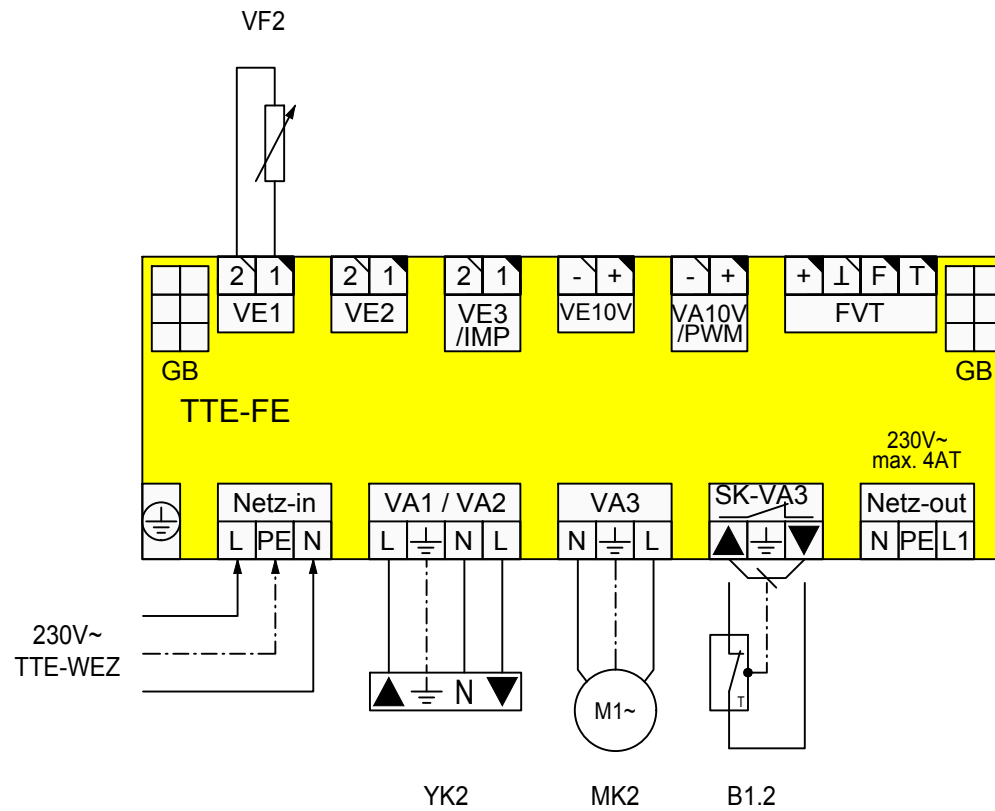 VF2
2 1 2 1 2 1 - + - + + ⊥ F T
VE1 VE2 VE3 VE10V VA10V FVT
/IMP /PWM
GB GB
TTE-FE
230V~
max. 4AT
Netz-in VA1 / VA2 VA3 SK-VA3 Netz-out
L PE N L N L N L N PE L1
230V~
TTE-WEZ
N
M1~
T
YK2 MK2 B1.2